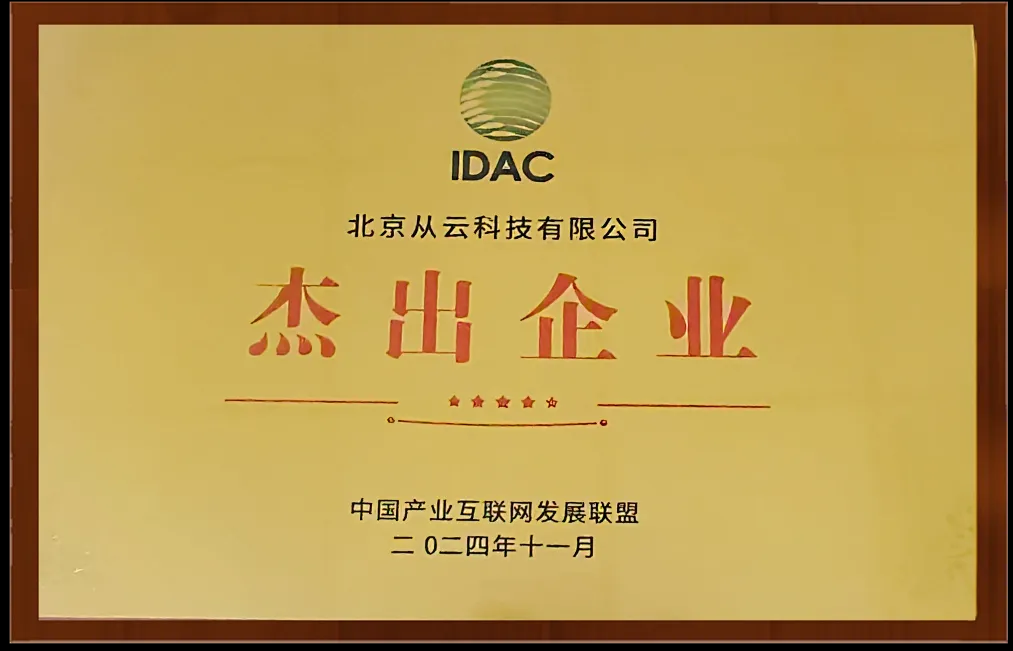 IDAC
北京从云科技有限公司
杰出企业
中国产业互联网发展联盟
二0二四年十一月